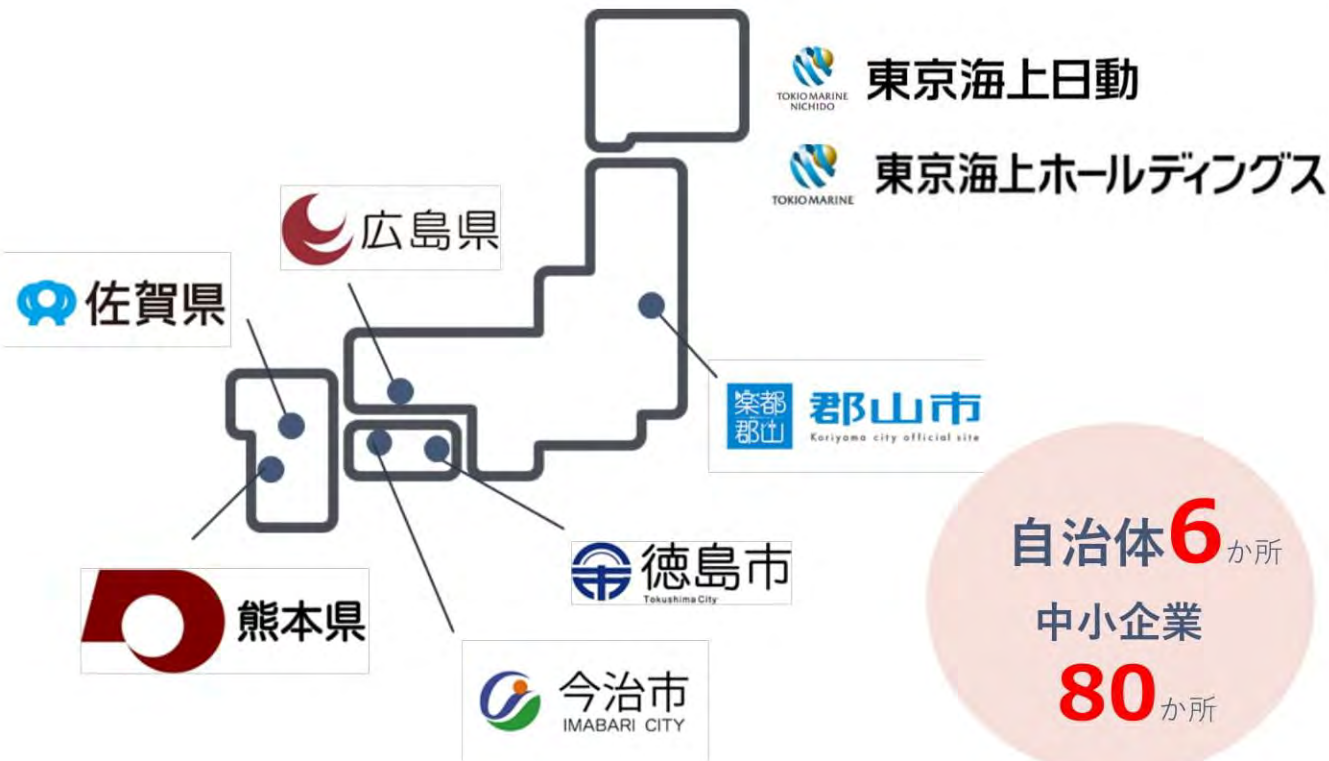 TOKIO MARINE
NICHIDO
東京海上日動
TOKIO MARINE
東京海上ホールディングス
広島県
佐賀県
楽都
郡山
郡山市
Koriyama city official site
自治体6か所
中小企業
80か所
徳島市
Tokushima City
熊本県
今治市
IMABARI CITY